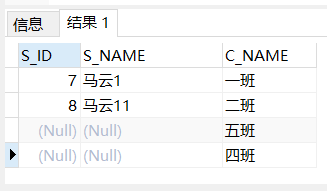 信息 结果 1
S_ID S_NAME C_NAME
7 马云1 一班
8 马云11 二班
(Null) (Null) 五班
(Null) (Null) 四班